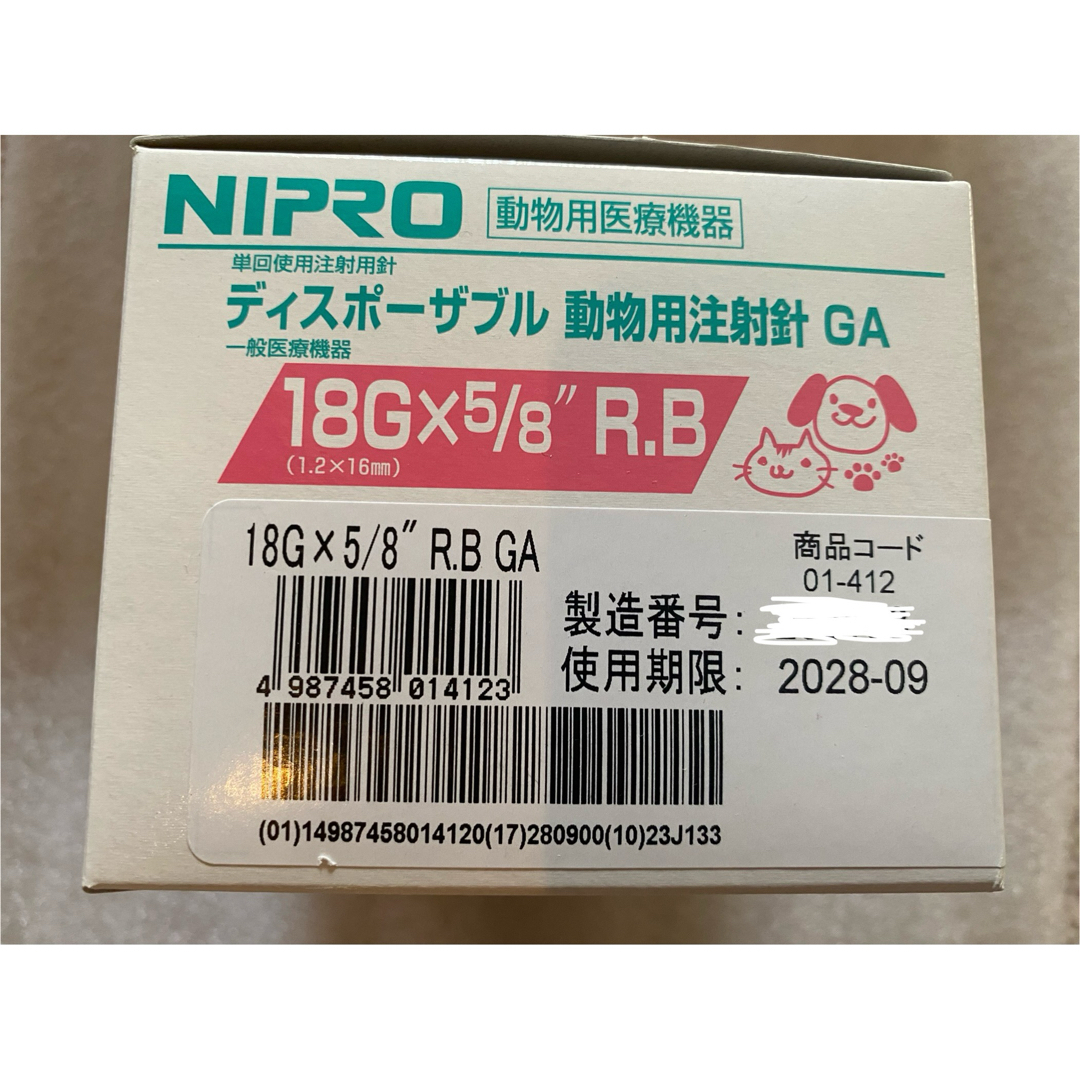 NIPRO 動物用医療機器
単回使用注射用針
ディスポーザブル 動物用注射針 GA
一般医療機器
18G×5/8" R.B
(1.2×16mm)
18G×5/8" R.B GA
商品コード
01-412
製造番号:
使用期限: 2028-09
4 987458 014123
(01)14987458014120(17)280900(10)23J133